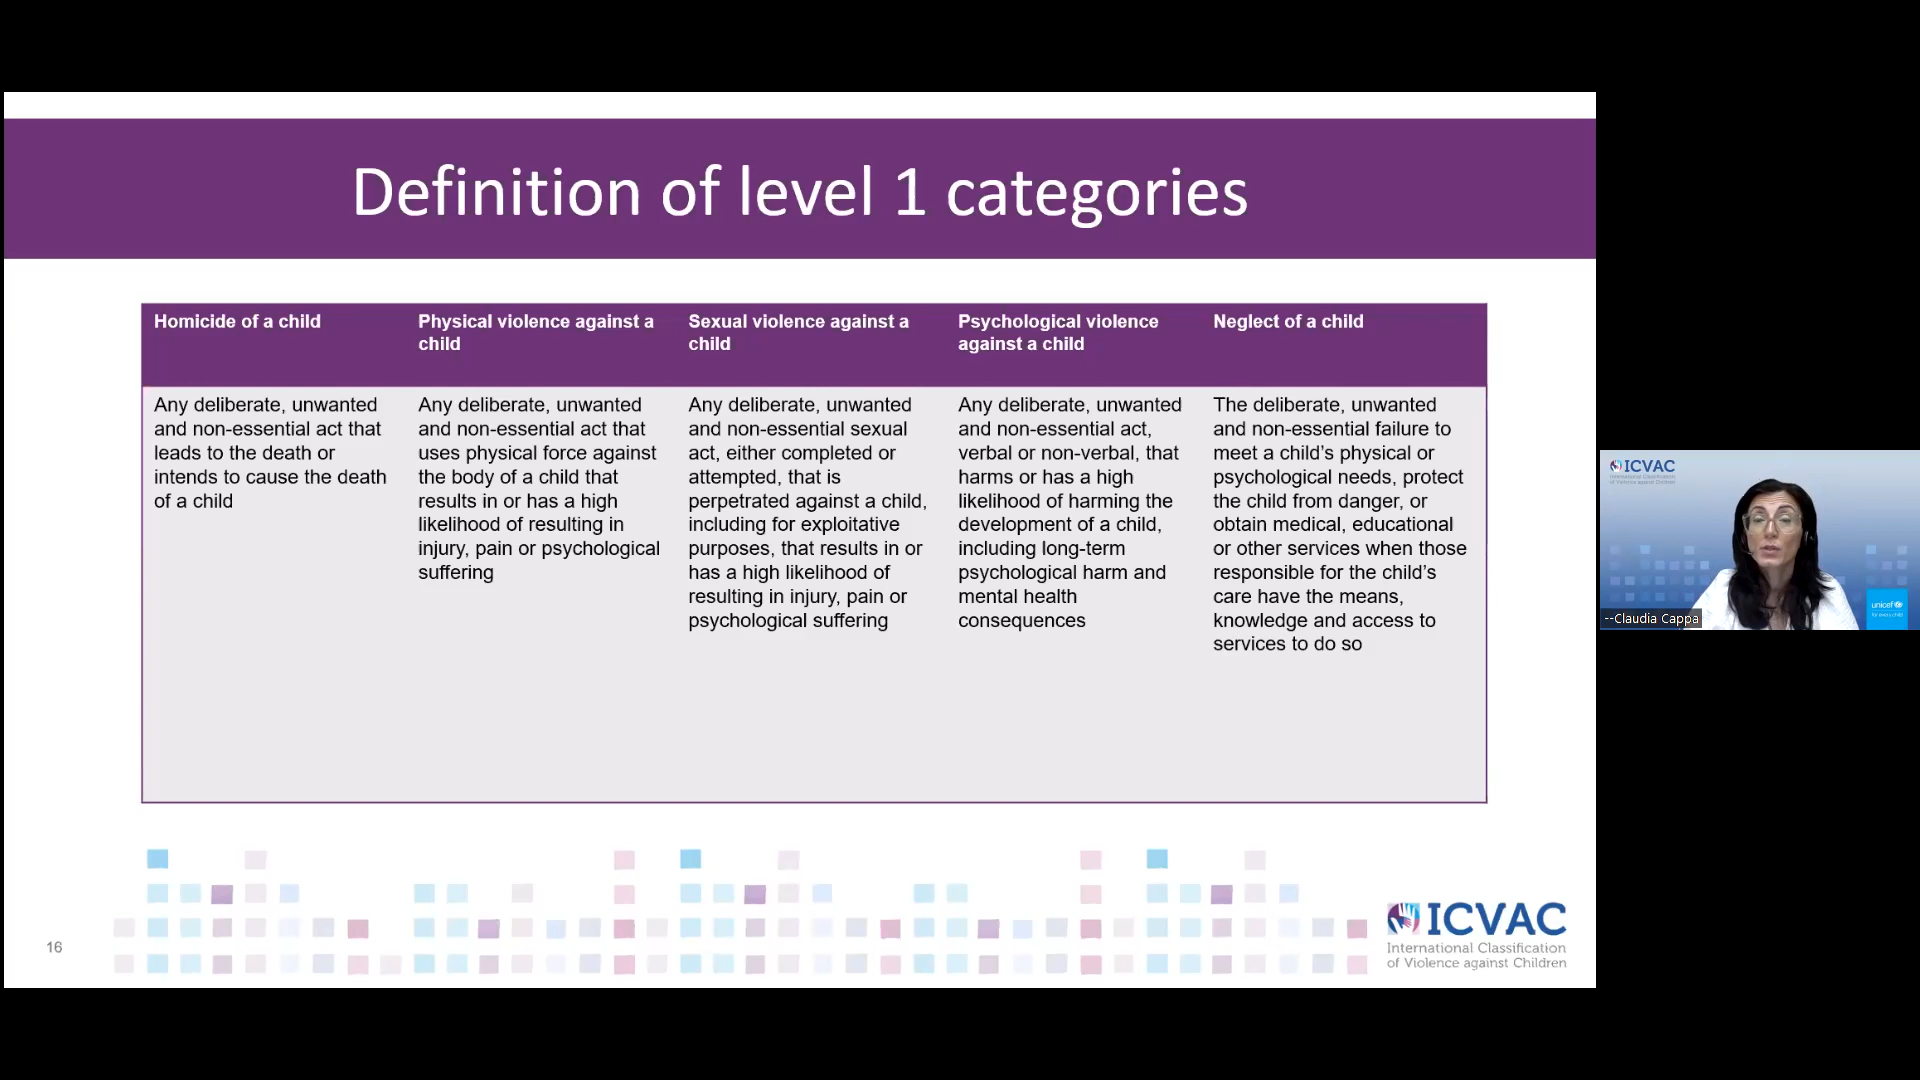 Definition of level 1 categories
Homicide of a child
Any deliberate, unwanted
and non-essential act that
leads to the death or
intends to cause the death
of a child
Physical violence against a
child
Any deliberate, unwanted
and non-essential act that
uses physical force against
the body of a child that
results in or has a high
likelihood of resulting in
injury, pain or psychological
suffering
Sexual violence against a
child
Any deliberate, unwanted
and non-essential sexual
act, either completed or
attempted, that is
perpetrated against a child,
including for exploitative
purposes, that results in or
has a high likelihood of
resulting in injury, pain or
psychological suffering
Psychological violence
against a child
Any deliberate, unwanted
and non-essential act,
verbal or non-verbal, that
harms or has a high
likelihood of harming the
development of a child,
including long-term
psychological harm and
mental health
consequences
Neglect of a child
The deliberate, unwanted
and non-essential failure to
meet a child's physical or
psychological needs, protect
the child from danger, or
obtain medical, educational
or other services when those
responsible for the child's
care have the means,
knowledge and access to
services to do so
16
ICVAC
International Classification
of Violence against Children
ICVAC
International Classification
of Violence against Children
unicef
for every child
--Claudia Cappa